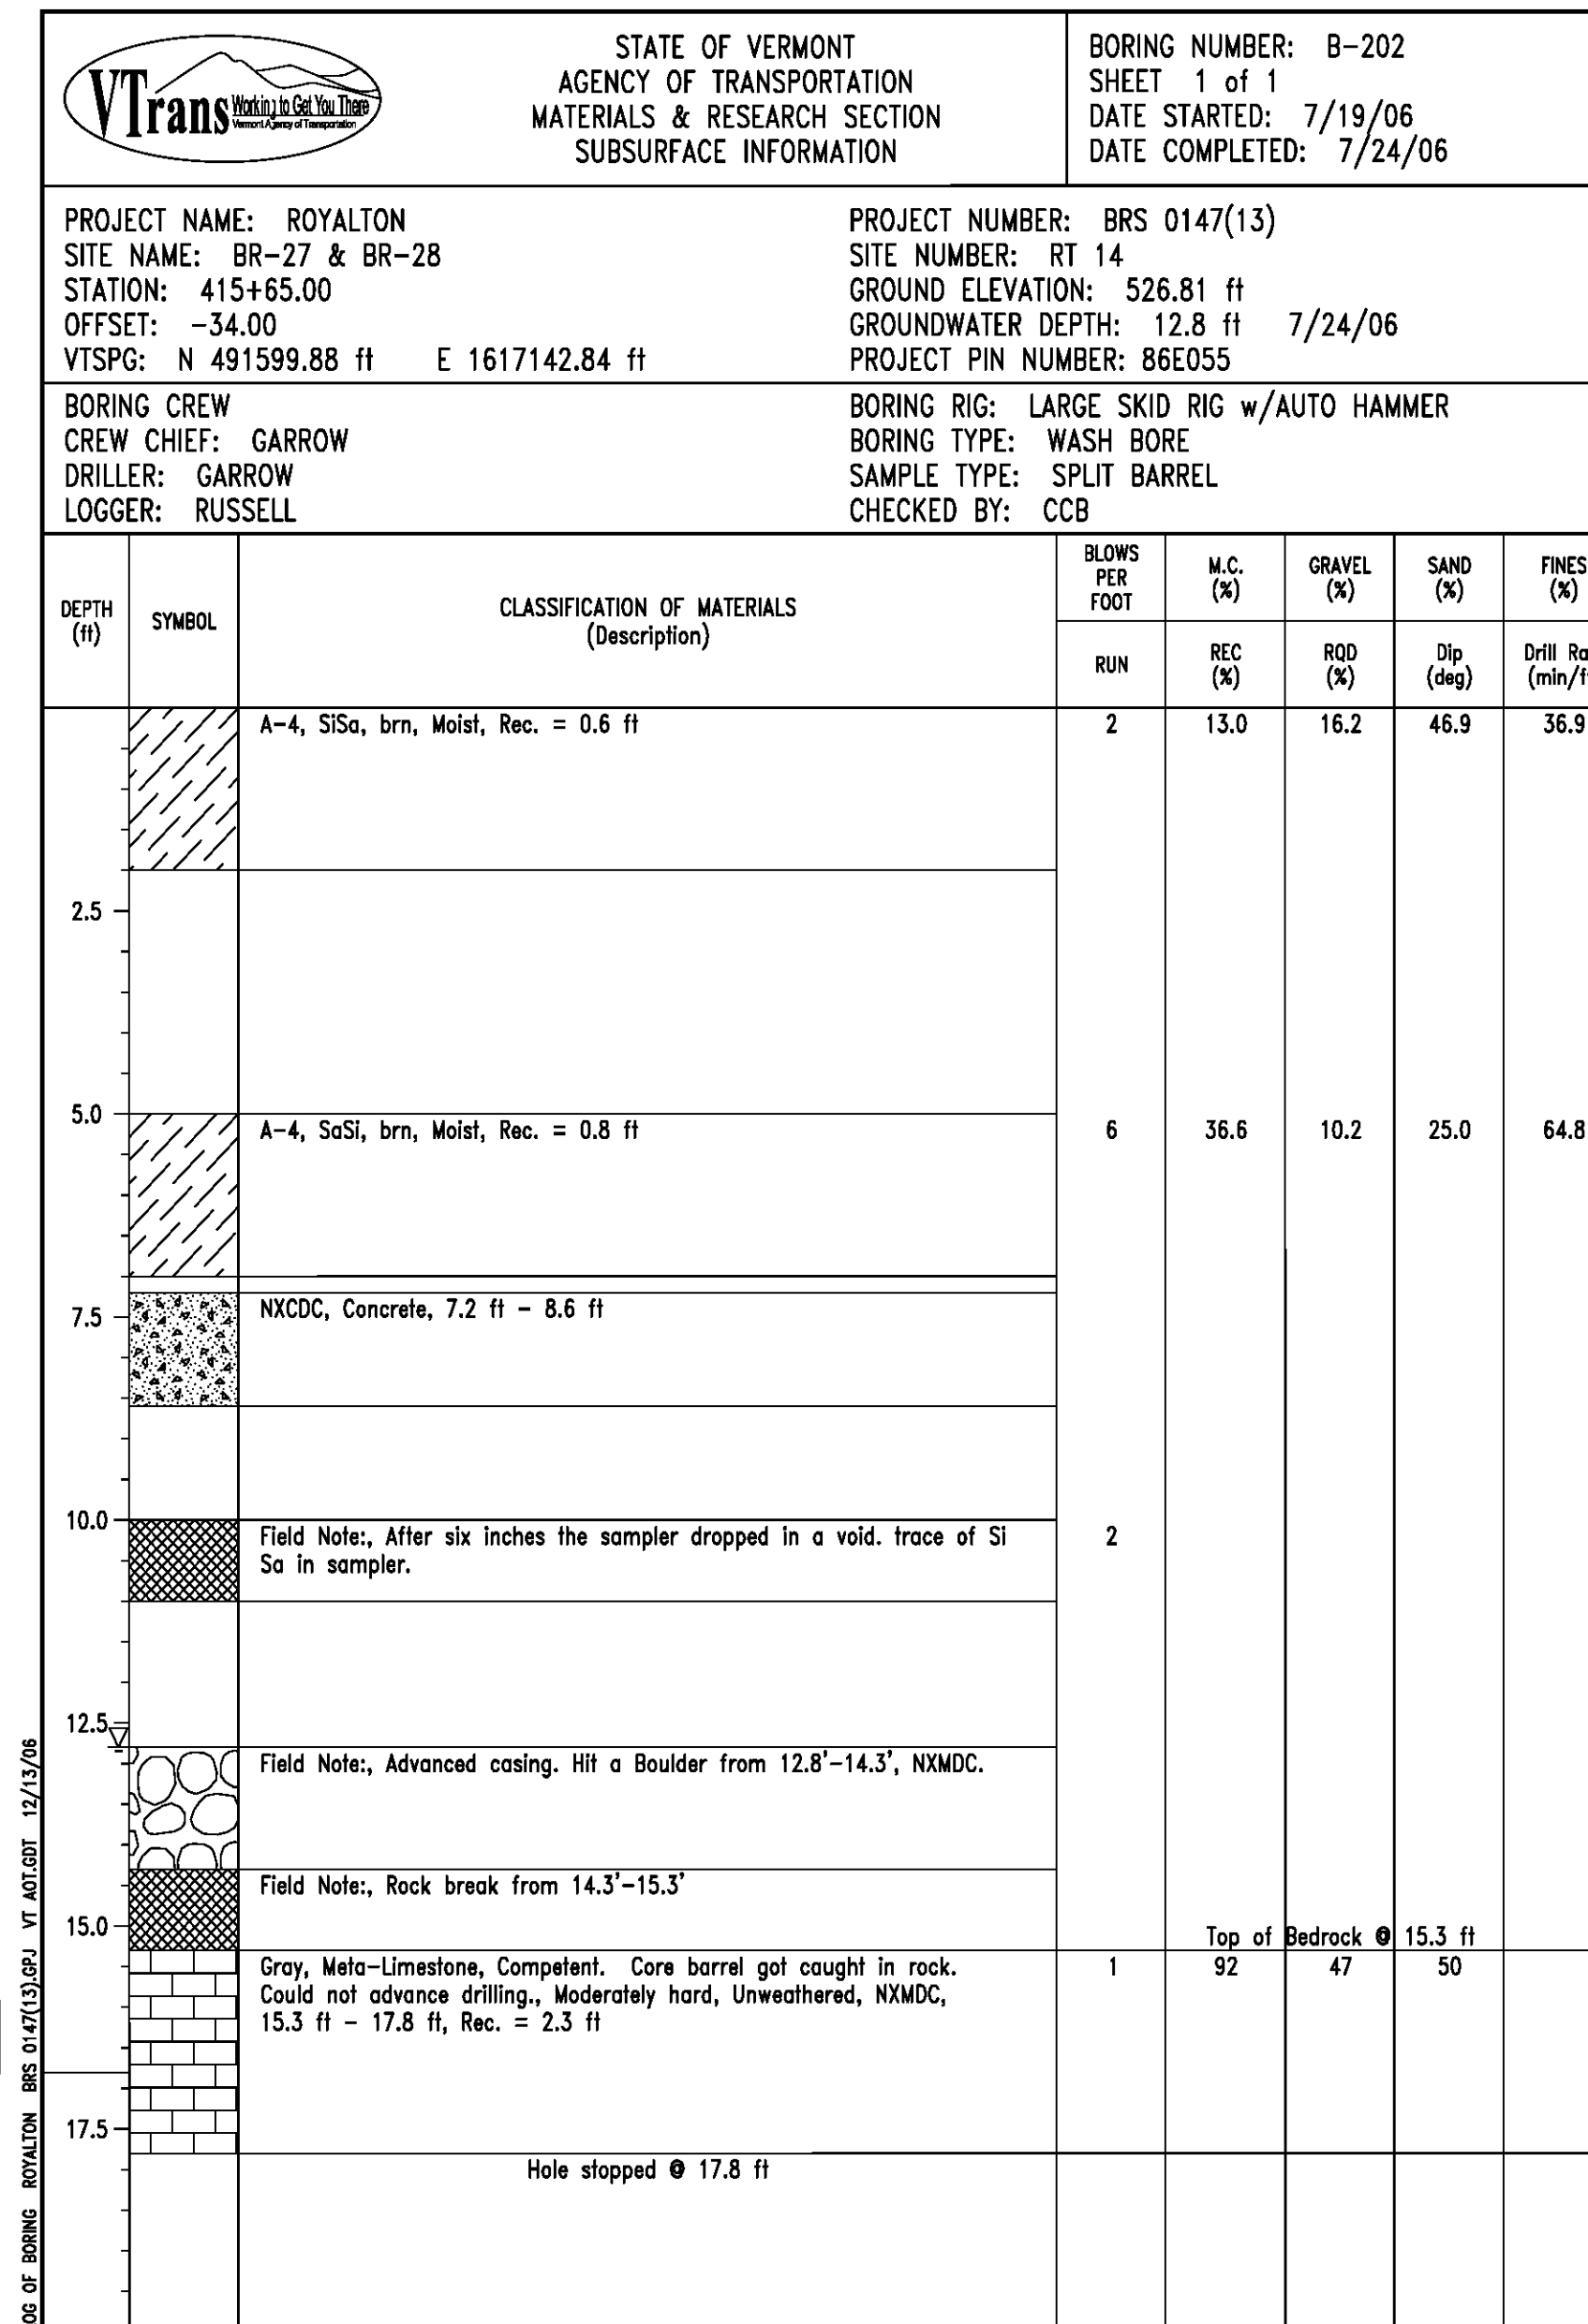 VTrans Working to Get You There
Vermont Agency of Transportation
STATE OF VERMONT
AGENCY OF TRANSPORTATION
MATERIALS & RESEARCH SECTION
SUBSURFACE INFORMATION
BORING NUMBER: B-202
SHEET 1 of 1
DATE STARTED: 7/19/06
DATE COMPLETED: 7/24/06
PROJECT NAME: ROYALTON
SITE NAME: BR-27 & BR-28
STATION: 415+65.00
OFFSET: -34.00
VTSPG: N 491599.88 ft E 1617142.84 ft
PROJECT NUMBER: BRS 0147(13)
SITE NUMBER: RT 14
GROUND ELEVATION: 526.81 ft
GROUNDWATER DEPTH: 12.8 ft 7/24/06
PROJECT PIN NUMBER: 86E055
BORING CREW
CREW CHIEF: GARROW
DRILLER: GARROW
LOGGER: RUSSELL
BORING RIG: LARGE SKID RIG w/AUTO HAMMER
BORING TYPE: WASH BORE
SAMPLE TYPE: SPLIT BARREL
CHECKED BY: CCB
DEPTH
(ft)
SYMBOL
CLASSIFICATION OF MATERIALS
(Description)
BLOWS
PER
FOOT
M.C.
(%)
GRAVEL
(%)
SAND
(%)
FINES
(%)
RUN
REC
(%)
RQD
(%)
Dip
(deg)
Drill Ra
(min/f
A-4, SiSa, brn, Moist, Rec. = 0.6 ft 2 13.0 16.2 46.9 36.9
2.5
5.0
A-4, SaSi, brn, Moist, Rec. = 0.8 ft 6 36.6 10.2 25.0 64.8
NXCDC, Concrete, 7.2 ft - 8.6 ft
7.5
10.0
Field Note:, After six inches the sampler dropped in a void. trace of Si 2
Sa in sampler.
12.5
Field Note:, Advanced casing. Hit a Boulder from 12.8'-14.3', NXMDC.
Field Note:, Rock break from 14.3'-15.3'
15.0
Top of Bedrock @ 15.3 ft
Gray, Meta-Limestone, Competent. Core barrel got caught in rock. 1 92 47 50
Could not advance drilling., Moderately hard, Unweathered, NXMDC,
15.3 ft - 17.8 ft, Rec. = 2.3 ft
17.5
Hole stopped @ 17.8 ft
OG OF BORING ROYALTON BRS 0147(13).GPJ VT AOT.GDT 12/13/06